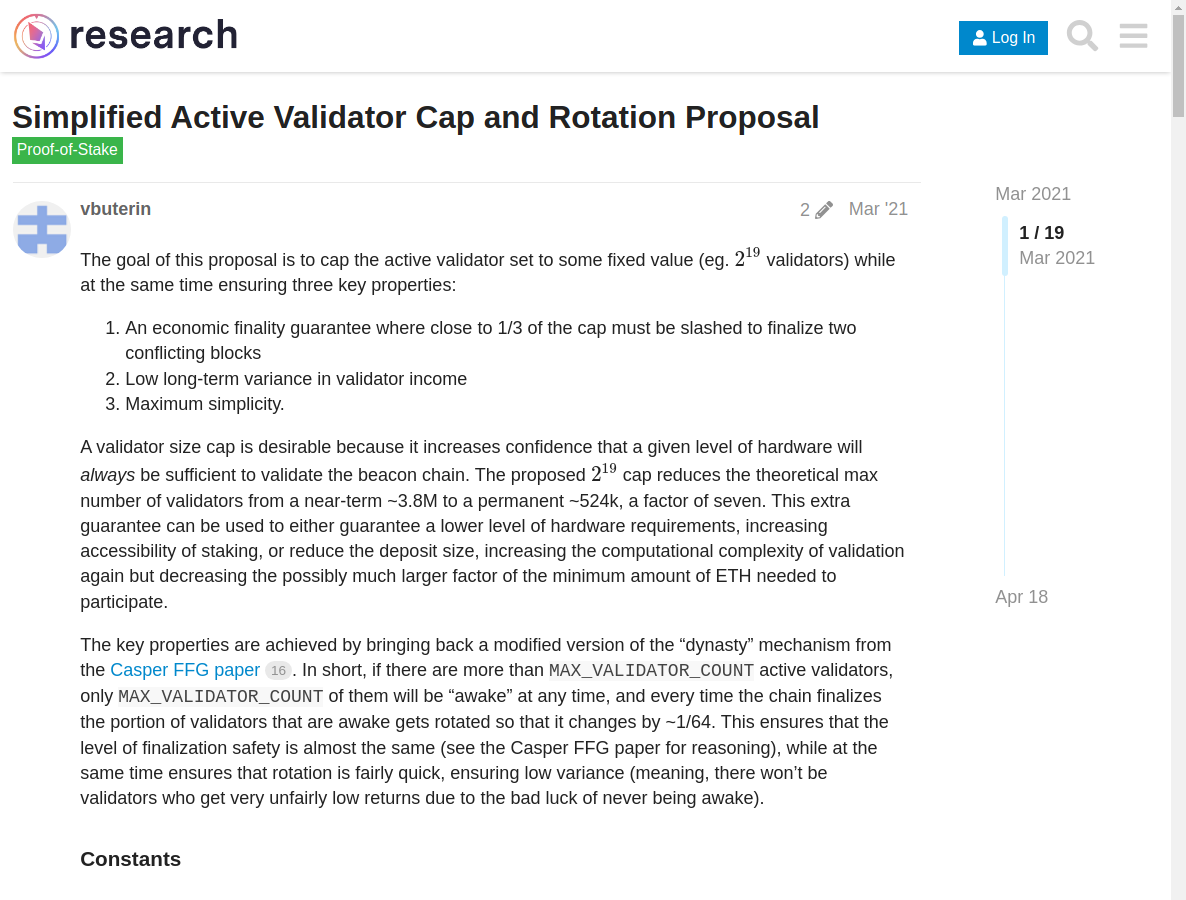 research
Log In
Simplified Active Validator Cap and Rotation Proposal
Proof-of-Stake
vbuterin
2
Mar '21
Mar 2021
1 / 19
Mar 2021
Apr 18
The goal of this proposal is to cap the active validator set to some fixed value (eg. 2^19 validators) while
at the same time ensuring three key properties:
1. An economic finality guarantee where close to 1/3 of the cap must be slashed to finalize two
conflicting blocks
2. Low long-term variance in validator income
3. Maximum simplicity.
A validator size cap is desirable because it increases confidence that a given level of hardware will
always be sufficient to validate the beacon chain. The proposed 2^19 cap reduces the theoretical max
number of validators from a near-term ~3.8M to a permanent ~524k, a factor of seven. This extra
guarantee can be used to either guarantee a lower level of hardware requirements, increasing
accessibility of staking, or reduce the deposit size, increasing the computational complexity of validation
again but decreasing the possibly much larger factor of the minimum amount of ETH needed to
participate.
The key properties are achieved by bringing back a modified version of the “dynasty” mechanism from
the Casper FFG paper 16. In short, if there are more than MAX_VALIDATOR_COUNT active validators,
only MAX_VALIDATOR_COUNT of them will be “awake” at any time, and every time the chain finalizes
the portion of validators that are awake gets rotated so that it changes by ~1/64. This ensures that the
level of finalization safety is almost the same (see the Casper FFG paper for reasoning), while at the
same time ensures that rotation is fairly quick, ensuring low variance (meaning, there won’t be
validators who get very unfairly low returns due to the bad luck of never being awake).
Constants